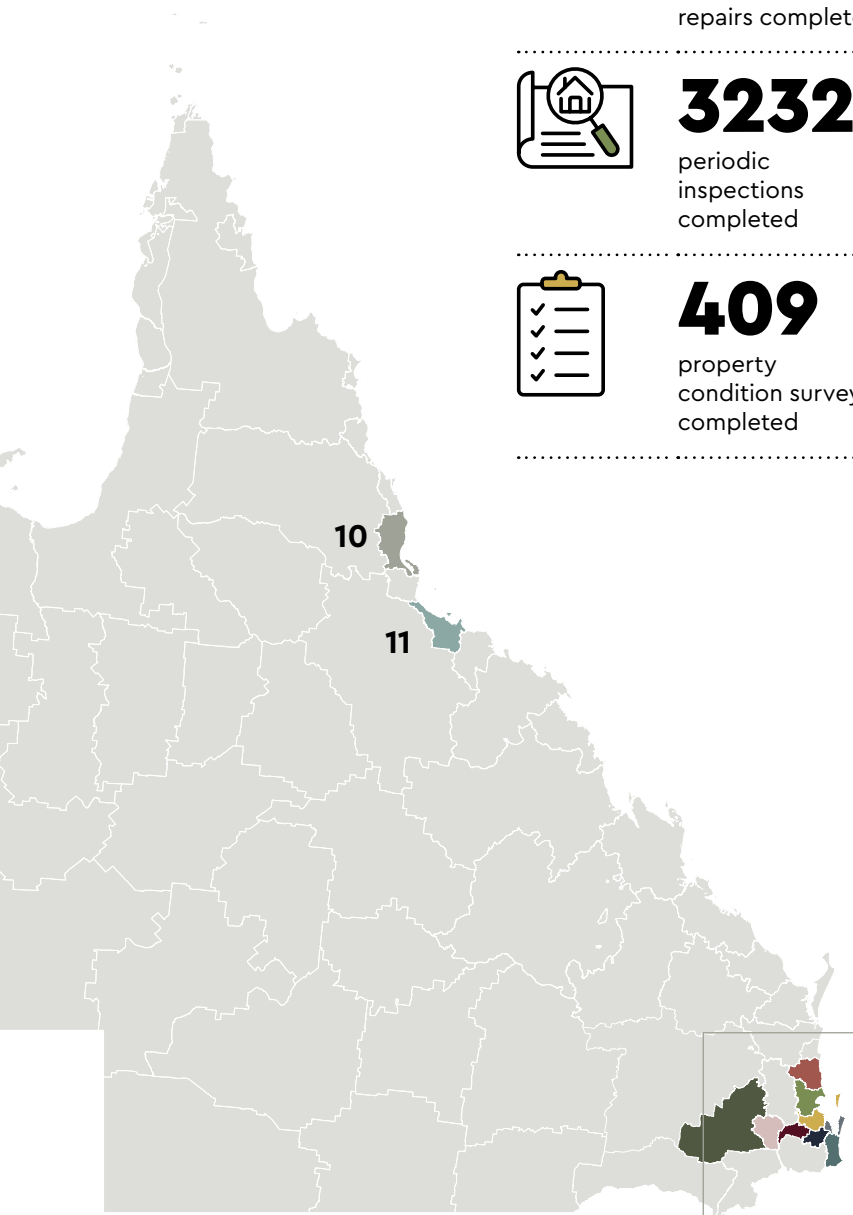 repairs complet
3232
periodic
inspections
completed
409
property
condition survey
completed
10
11